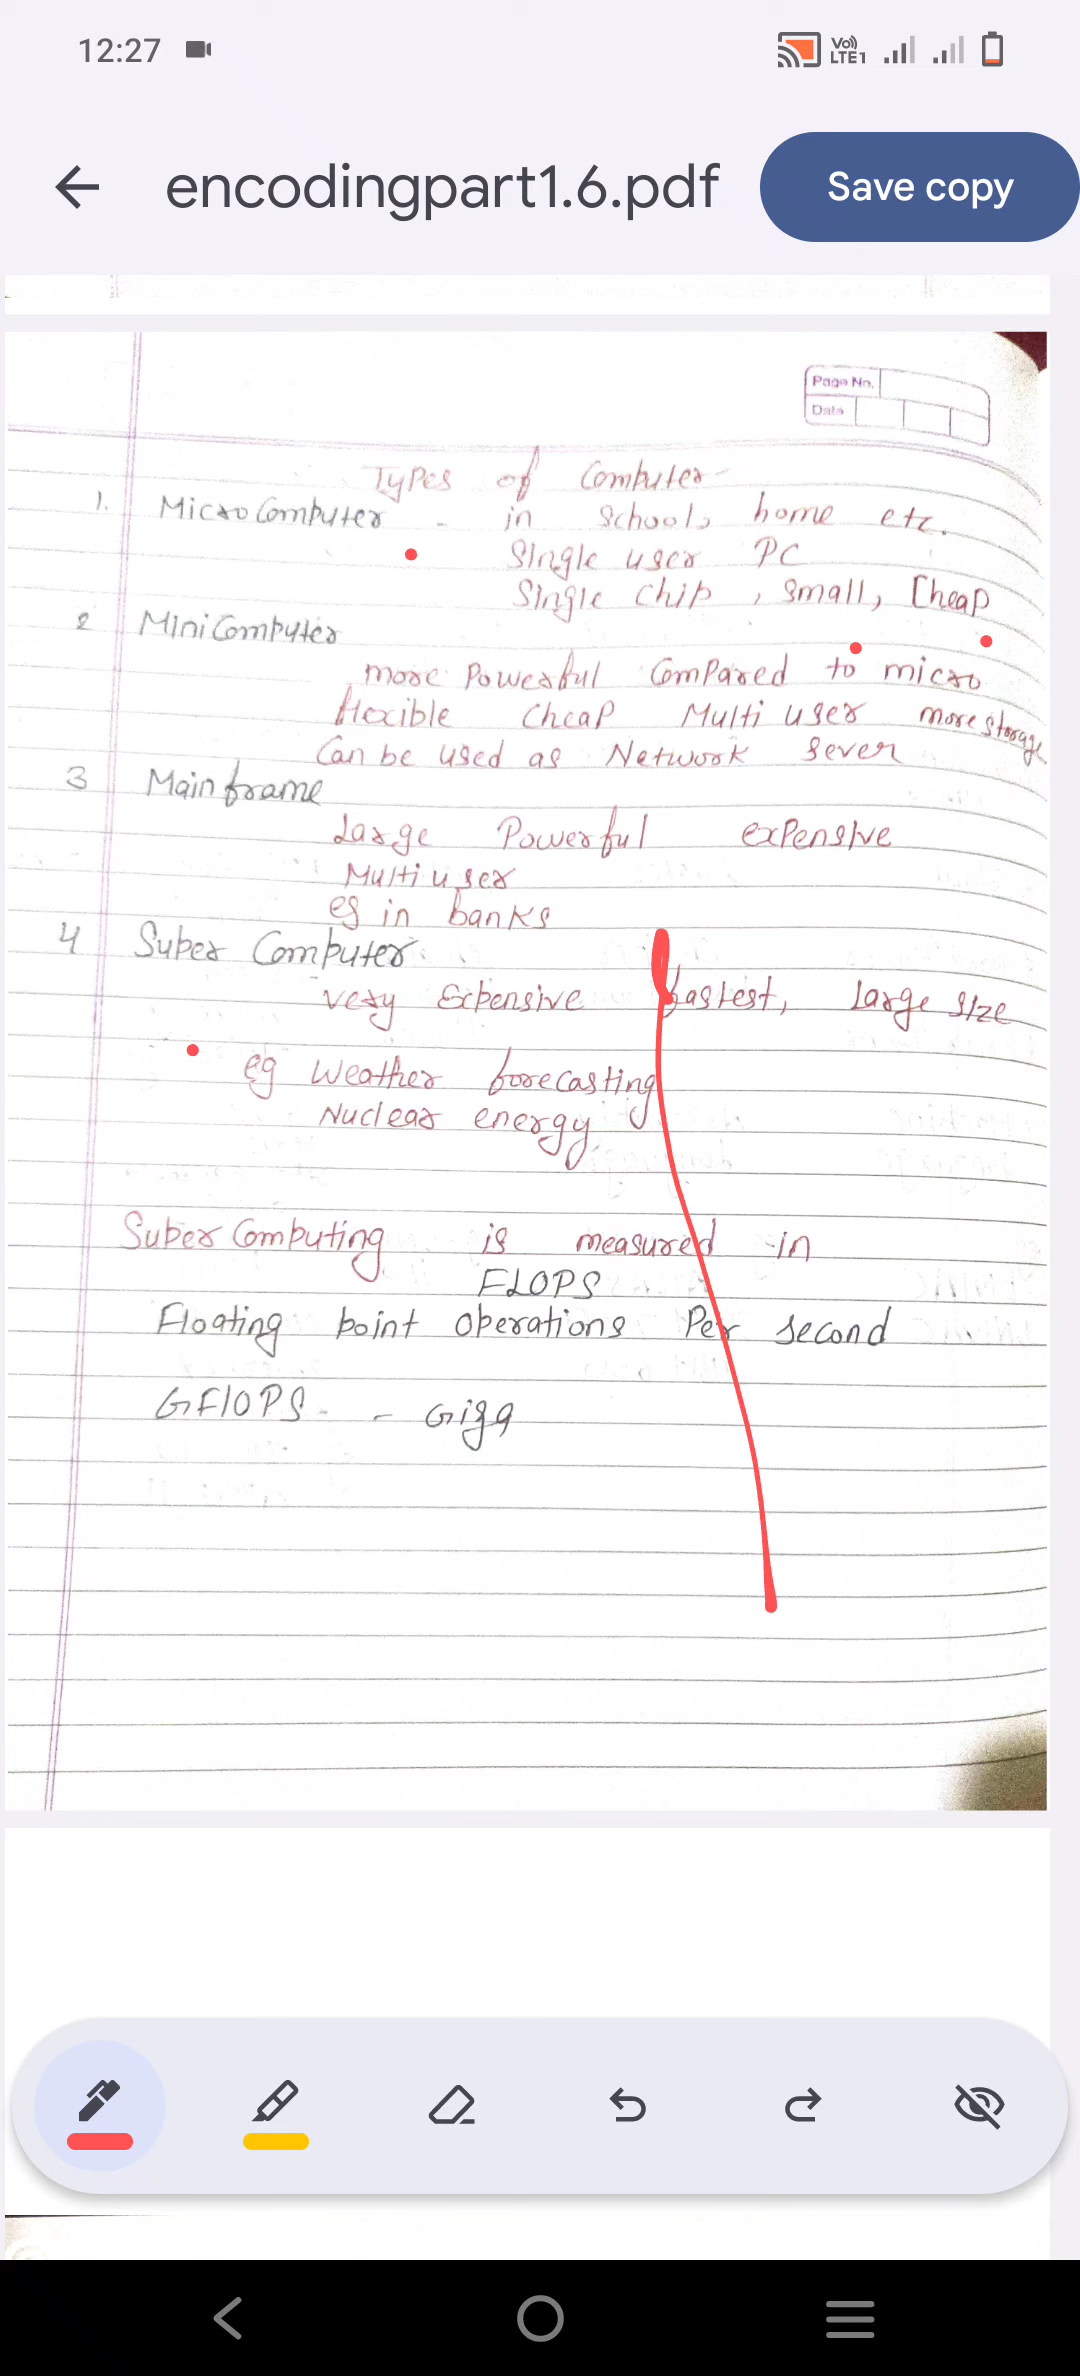 12:27
Vo) LTE1
encodingpart1.6.pdf
Save copy
Page No.
Date
Types of Computer
1. Micro Computer - in schools home etc.
Single user PC
Single chip , small, Cheap
2 Mini Computer
more Powerful Compared to micro
flexible Cheap Multi user more storage
Can be used as Network Sever
3 Main frame
Large Powerful expensive
Multi user
eg in banks
4 Super Computer
very Expensive fastest, large size
eg Weather forecasting
Nuclear energy
Super Computing is measured in
FLOPS
Floating point operations Per second
GFlOPS - Giga